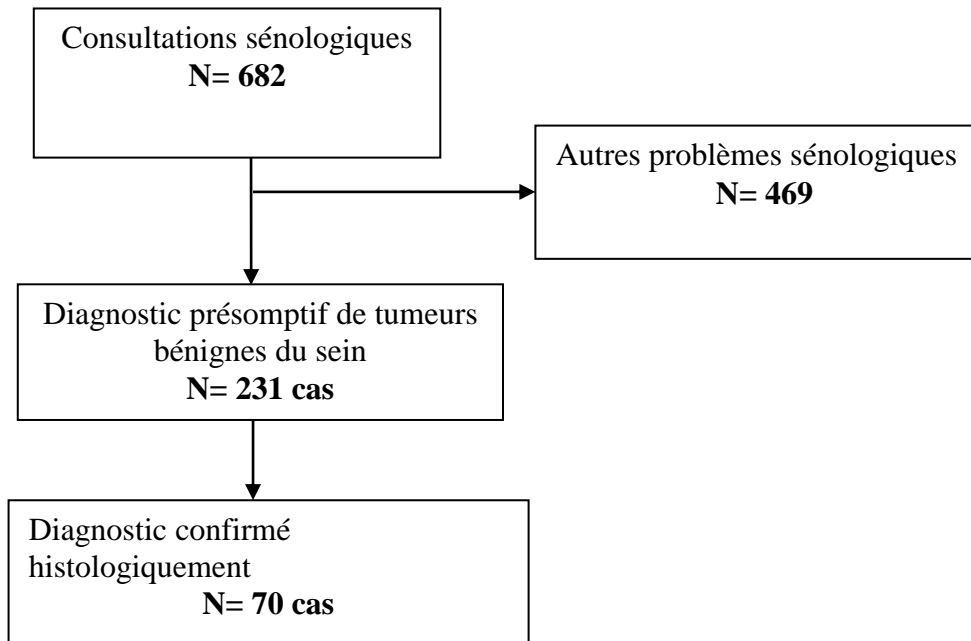 Consultations sénologiques
N= 682
Autres problèmes sénologiques
N= 469
Diagnostic présomptif de tumeurs
bénignes du sein
N= 231 cas
Diagnostic confirmé
histologiquement
N= 70 cas